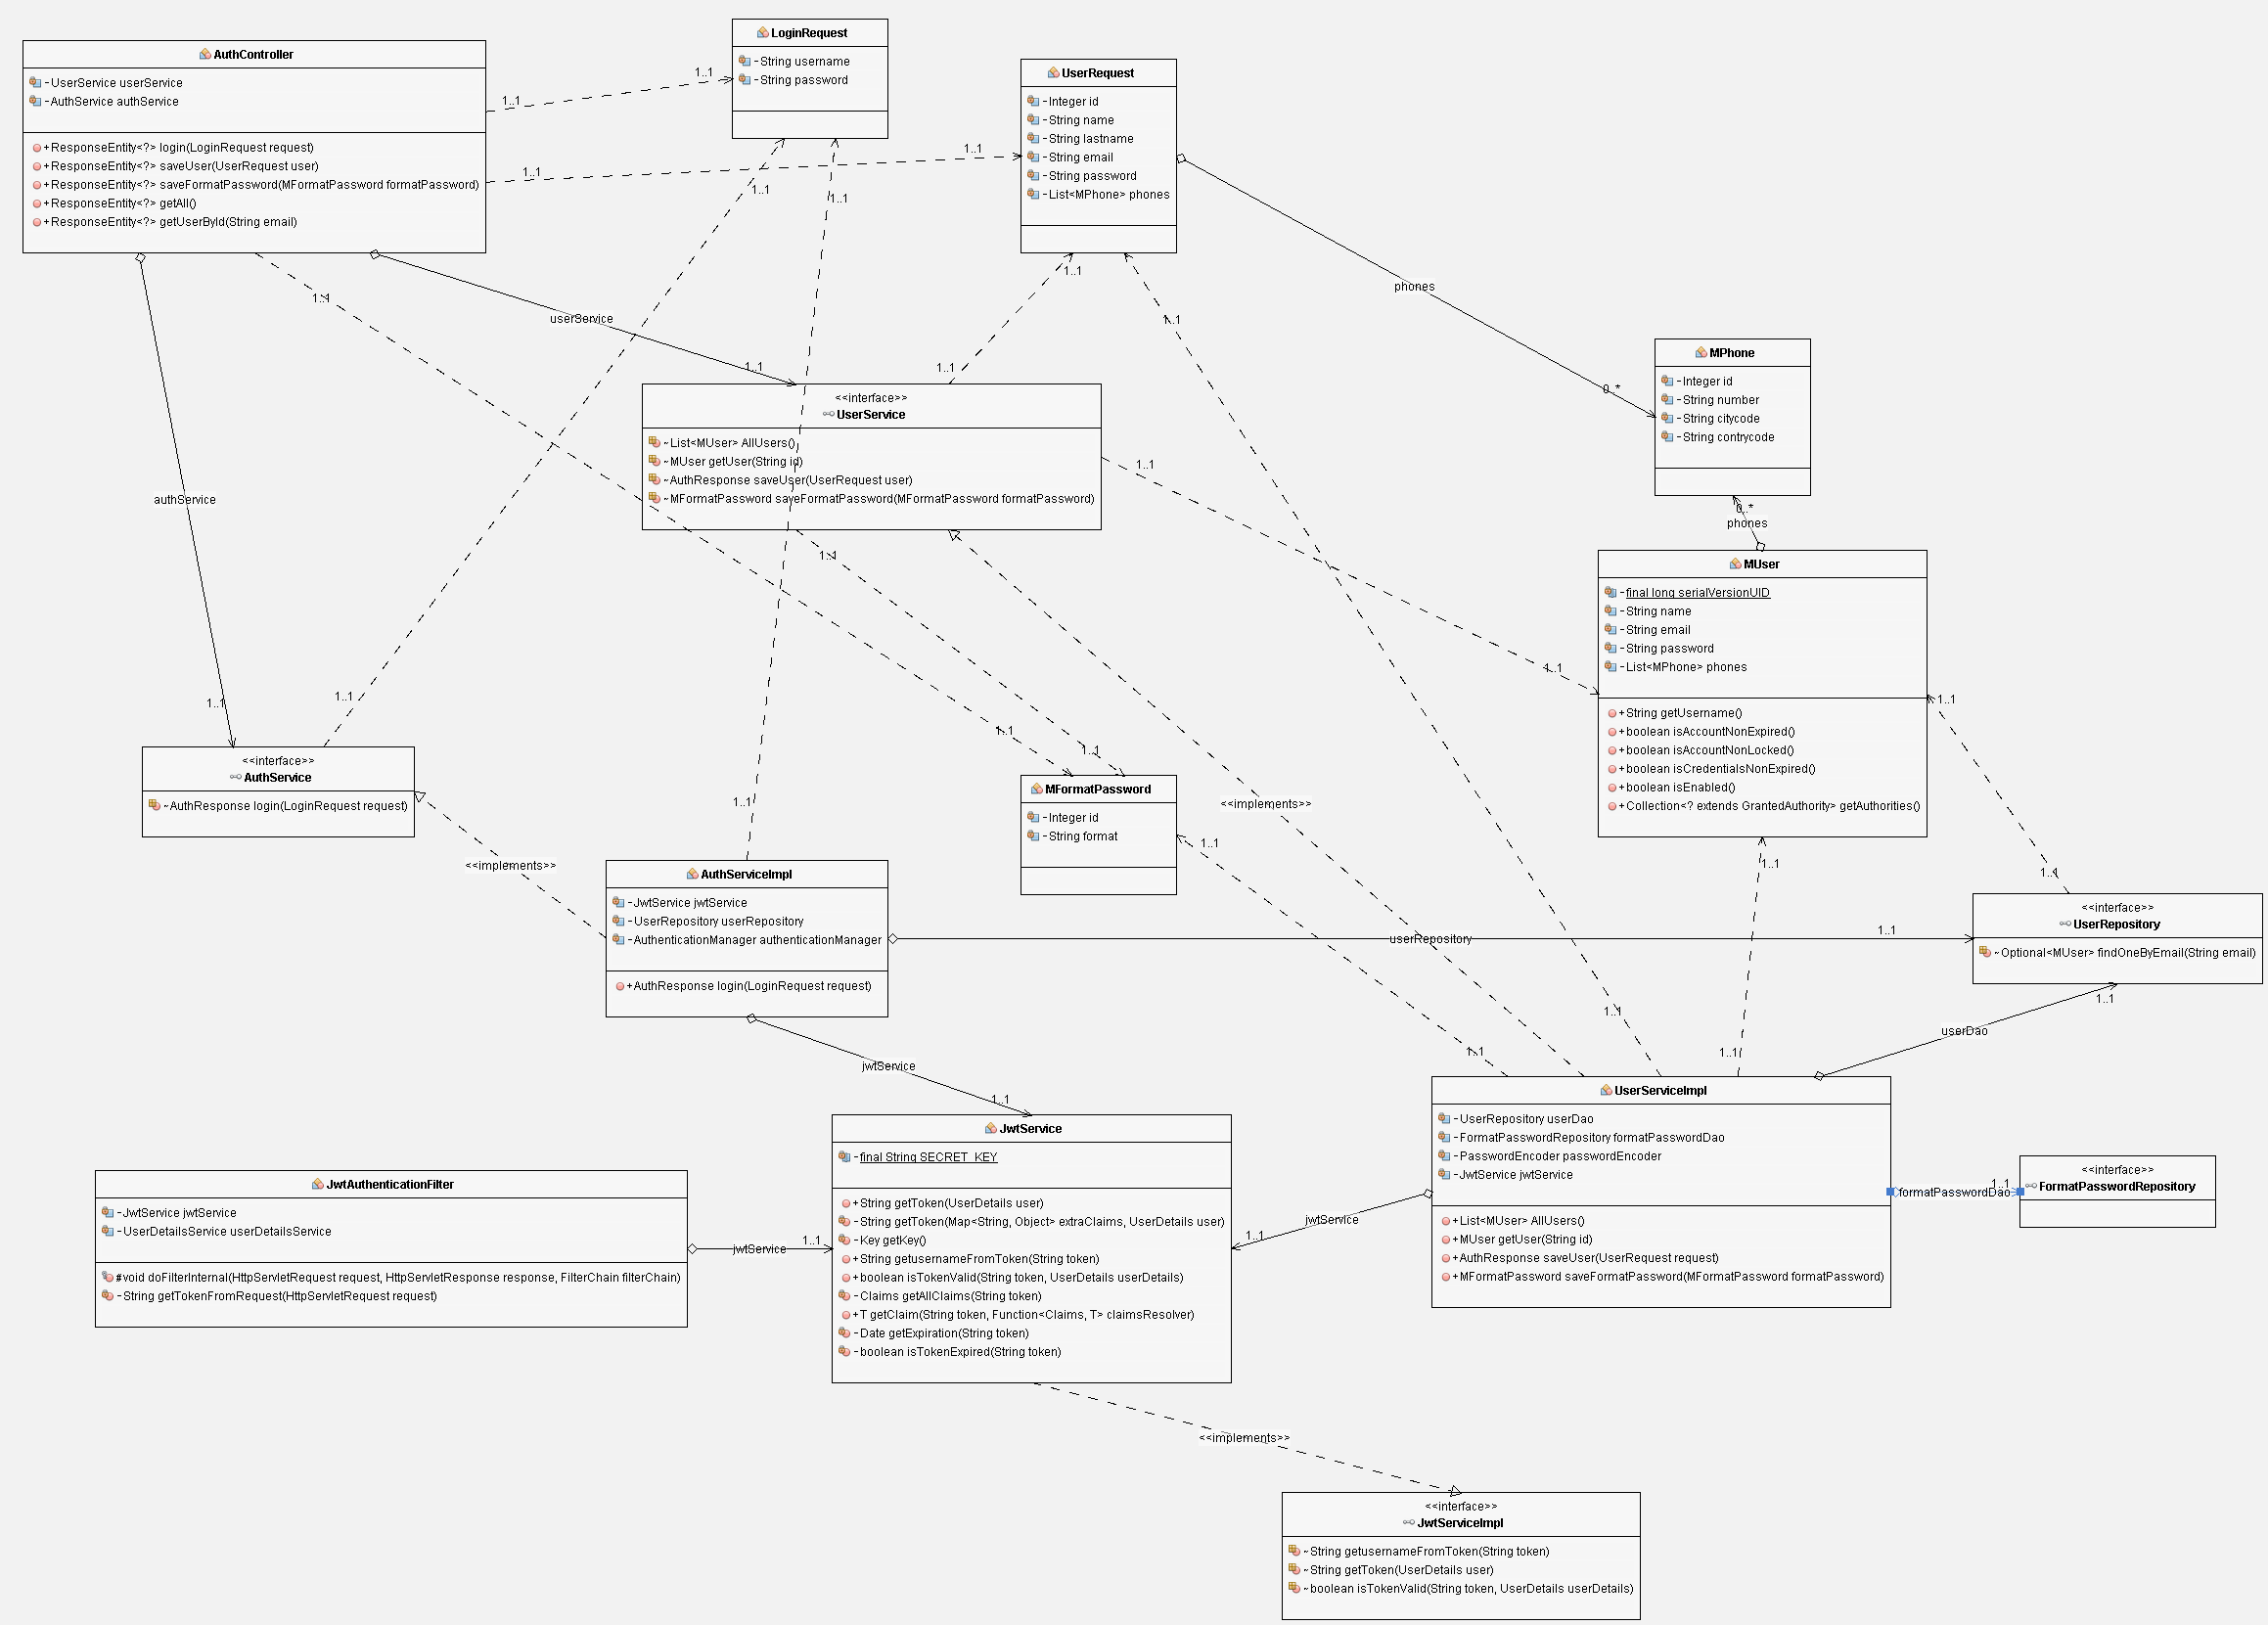 AuthController
- UserService userService
- AuthService authService
+ ResponseEntity<?> login(LoginRequest request)
+ ResponseEntity<?> saveUser(UserRequest user)
+ ResponseEntity<?> saveFormatPassword(MFormatPassword formatPassword)
+ ResponseEntity<?> getAll()
+ ResponseEntity<?> getUserById(String email)
LoginRequest
- String username
- String password
UserRequest
- Integer id
- String name
- String lastname
- String email
- String password
- List<MPhone> phones
1..1
1..1
1..1
1..1
1..1
1..1
1..1
1..1
1..1
phones
userService
1..1
1..1
0..*
MPhone
- Integer id
- String number
- String citycode
- String contrycode
<<interface>>
UserService
~ List<MUser> AllUsers()
~ MUser getUser(String id)
~ AuthResponse saveUser(UserRequest user)
~ MFormatPassword saveFormatPassword(MFormatPassword formatPassword)
1..1
authService
0..*
phones
1..1
MUser
- final long serialVersionUID
- String name
- String email
- String password
- List<MPhone> phones
+ String getUsername()
+ boolean isAccountNonExpired()
+ boolean isAccountNonLocked()
+ boolean isCredentialsNonExpired()
+ boolean isEnabled()
+ Collection<? extends GrantedAuthority> getAuthorities()
1..1
1..1
1..1
1..1
1..1
1..1
<<interface>>
AuthService
~ AuthResponse login(LoginRequest request)
MFormatPassword
- Integer id
- String format
1..1
<<implements>>
1..1
<<implements>>
1..1
1..1
AuthServiceImpl
- JwtService jwtService
- UserRepository userRepository
- AuthenticationManager authenticationManager
+ AuthResponse login(LoginRequest request)
userRepository
1..1
<<interface>>
UserRepository
~ Optional<MUser> findOneByEmail(String email)
1..1
1..1
userDao
1..1
1..1
jwtService
1..1
UserServiceImpl
- UserRepository userDao
- FormatPasswordRepository formatPasswordDao
- PasswordEncoder passwordEncoder
- JwtService jwtService
+ List<MUser> AllUsers()
+ MUser getUser(String id)
+ AuthResponse saveUser(UserRequest request)
+ MFormatPassword saveFormatPassword(MFormatPassword formatPassword)
formatPasswordDao
1..1
<<interface>>
FormatPasswordRepository
JwtService
- final String SECRET_KEY
+ String getToken(UserDetails user)
- String getToken(Map<String, Object> extraClaims, UserDetails user)
- Key getKey()
+ String getusernameFromToken(String token)
+ boolean isTokenValid(String token, UserDetails userDetails)
- Claims getAllClaims(String token)
+ T getClaim(String token, Function<Claims, T> claimsResolver)
- Date getExpiration(String token)
- boolean isTokenExpired(String token)
jwtService
1..1
JwtAuthenticationFilter
- JwtService jwtService
- UserDetailsService userDetailsService
# void doFilterInternal(HttpServletRequest request, HttpServletResponse response, FilterChain filterChain)
- String getTokenFromRequest(HttpServletRequest request)
jwtService
1..1
<<implements>>
<<interface>>
JwtServiceImpl
~ String getusernameFromToken(String token)
~ String getToken(UserDetails user)
~ boolean isTokenValid(String token, UserDetails userDetails)